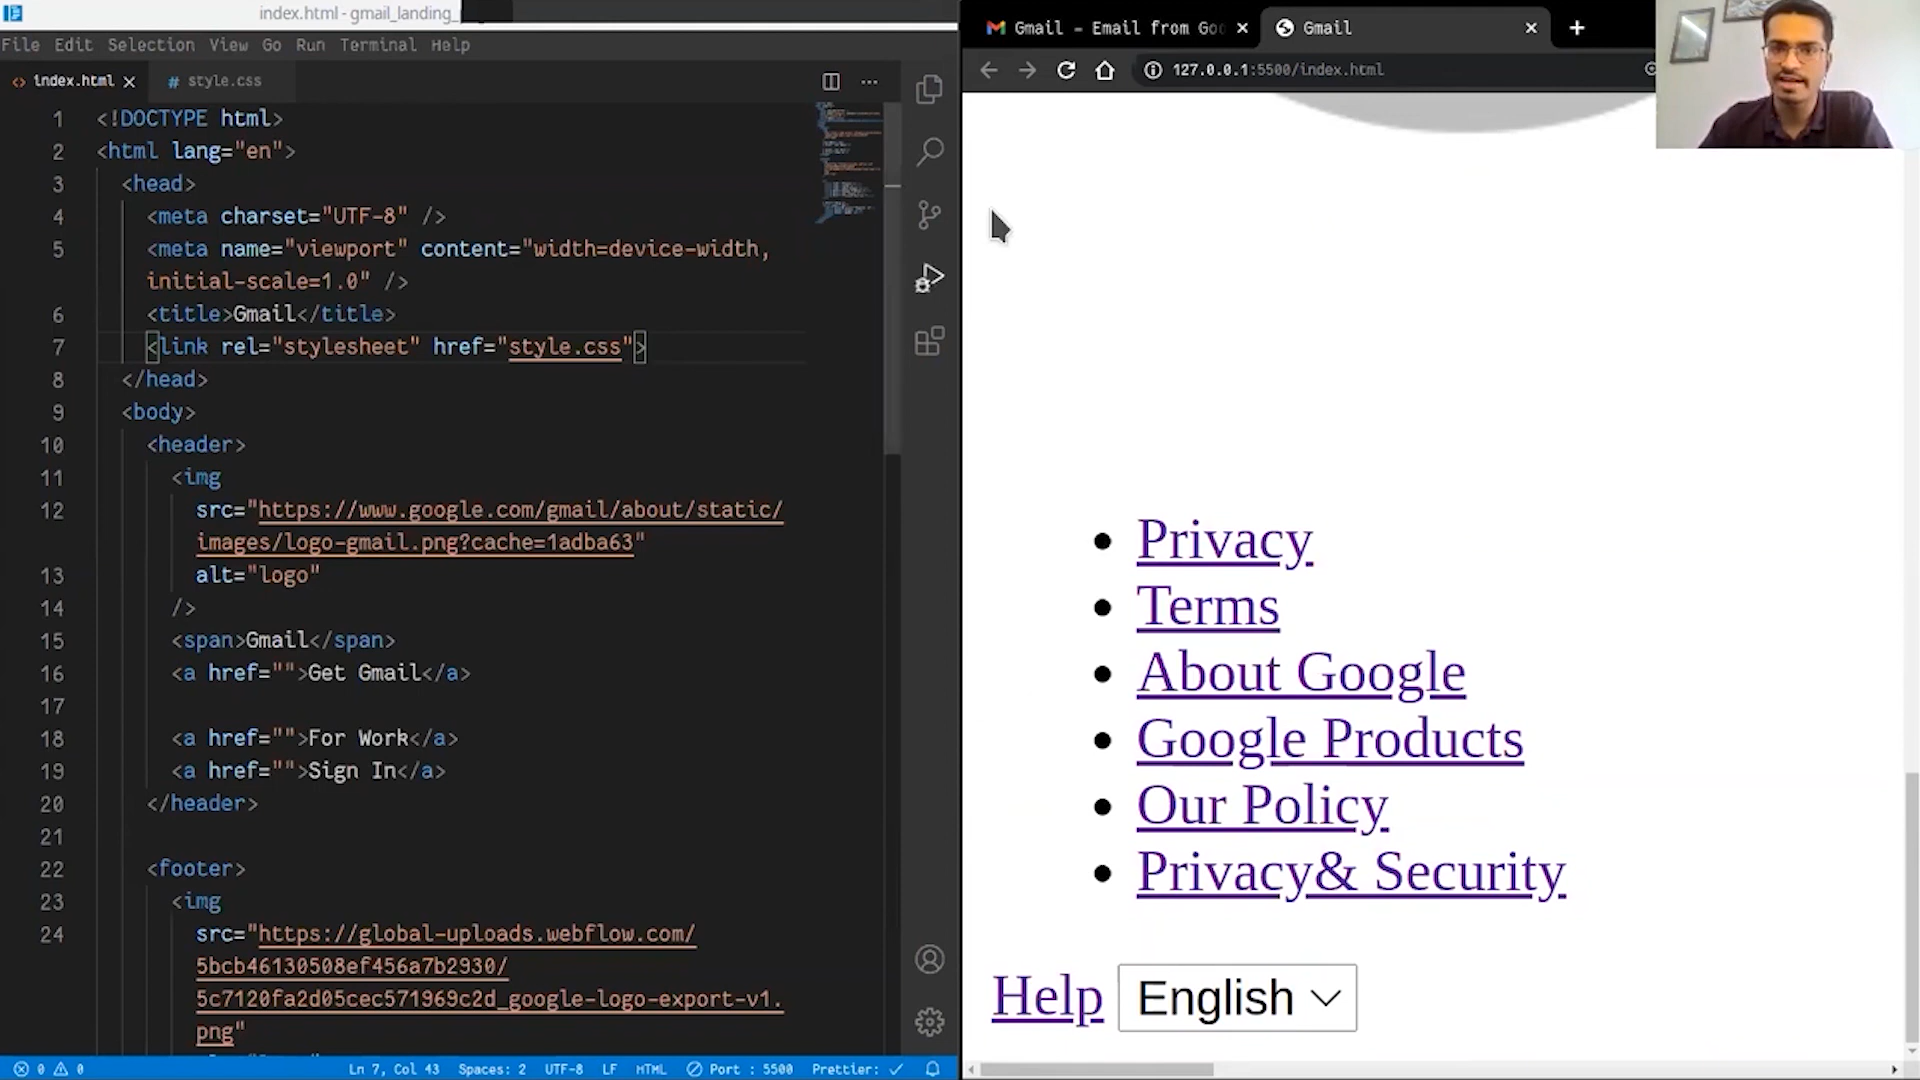 index.html - gmail_landing_
File Edit Selection View Go Run Terminal Help
index.html
# style.css
1 <!DOCTYPE html>
2 <html lang="en">
3 <head>
4 <meta charset="UTF-8" />
5 <meta name="viewport" content="width=device-width,
initial-scale=1.0" />
6 <title>Gmail</title>
7 <link rel="stylesheet" href="style.css">
8 </head>
9 <body>
10 <header>
11 <img
12 src="https://www.google.com/gmail/about/static/
images/logo-gmail.png?cache=1adba63"
13 alt="logo"
14 />
15 <span>Gmail</span>
16 <a href="">Get Gmail</a>
17
18 <a href="">For Work</a>
19 <a href="">Sign In</a>
20 </header>
21
22 <footer>
23 <img
24 src="https://global-uploads.webflow.com/
5bcb46130508ef456a7b2930/
5c7120fa2d05cec571969c2d_google-logo-export-v1.
png"
0 0 Ln 7, Col 43 Spaces: 2 UTF-8 LF HTML Port : 5500 Prettier: ✓
Gmail – Email from Goo
Gmail
127.0.0.1:5500/index.html
• Privacy
• Terms
• About Google
• Google Products
• Our Policy
• Privacy& Security
Help English